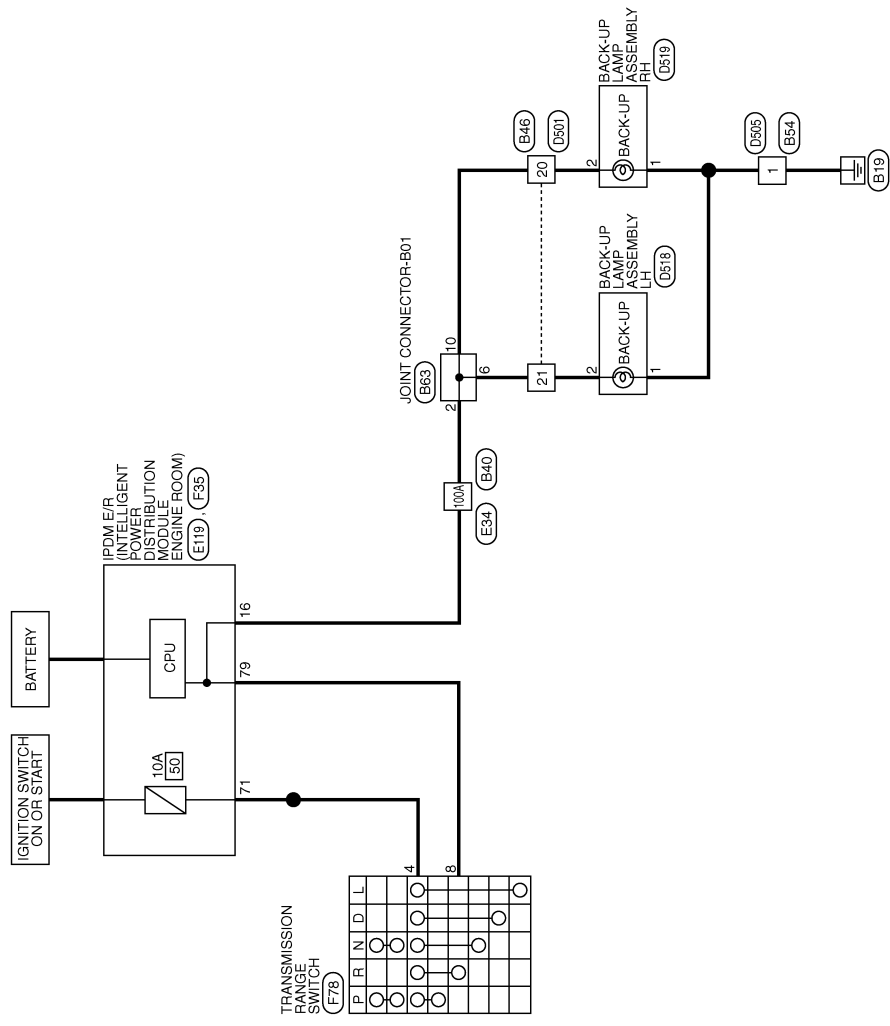 IGNITION SWITCH
ON OR START
BATTERY
10A
50
CPU
IPDM E/R
(INTELLIGENT
POWER
DISTRIBUTION
MODULE
ENGINE ROOM)
E119 , F35
71
79
16
TRANSMISSION
RANGE
SWITCH
F78
P R N D L
4
8
100A
E34
B40
JOINT CONNECTOR-B01
B63
2
6
10
21
20
B46
D501
2
BACK-UP
1
BACK-UP
LAMP
ASSEMBLY
LH
D518
2
BACK-UP
1
BACK-UP
LAMP
ASSEMBLY
RH
D519
1
D505
B54
B19